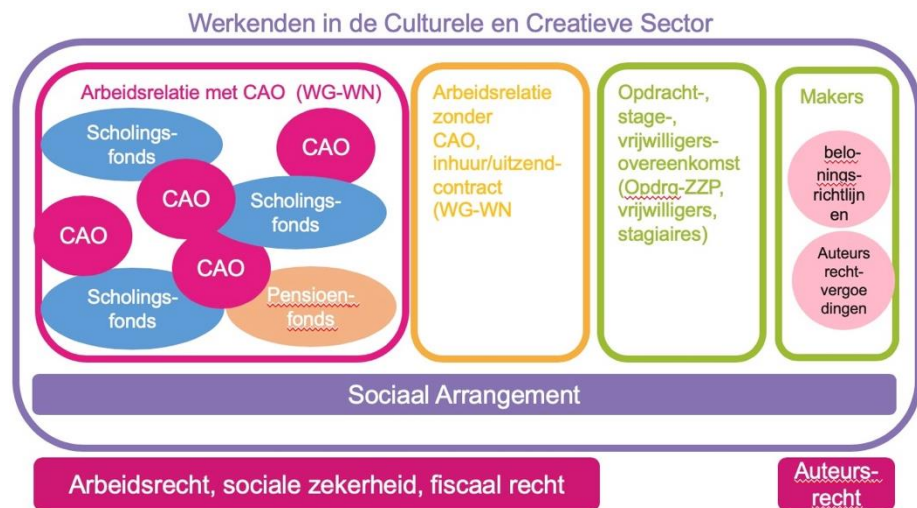 Werkenden in de Culturele en Creatieve Sector
Arbeidsrelatie met CAO (WG-WN)
Scholings-
fonds
CAO
CAO
Scholings-
fonds
CAO
CAO
Scholings-
fonds
Pensioen-
fonds
Arbeidsrelatie
zonder
CAO,
inhuur/uitzend-
contract
(WG-WN
Opdracht-,
stage-,
vrijwilligers-
overeenkomst
(Opdrg-ZZP,
vrijwilligers,
stagiaires)
Makers
belo-
nings-
richtlijn
en
Auteurs
recht-
vergoe
dingen
Sociaal Arrangement
Arbeidsrecht, sociale zekerheid, fiscaal recht
Auteurs-
recht